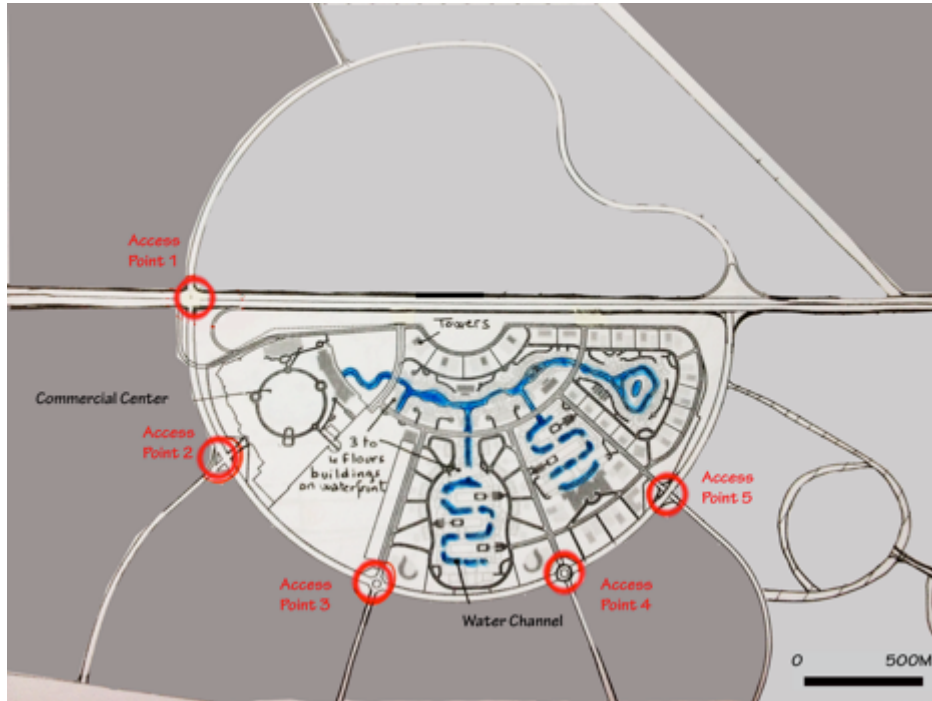 Access
Point 1
Towers
Commercial Center
Access
Point 2
3 to
4 floors
buildings
on waterfront
Access
Point 5
Access
Point 3
Access
Point 4
Water Channel
0 500M